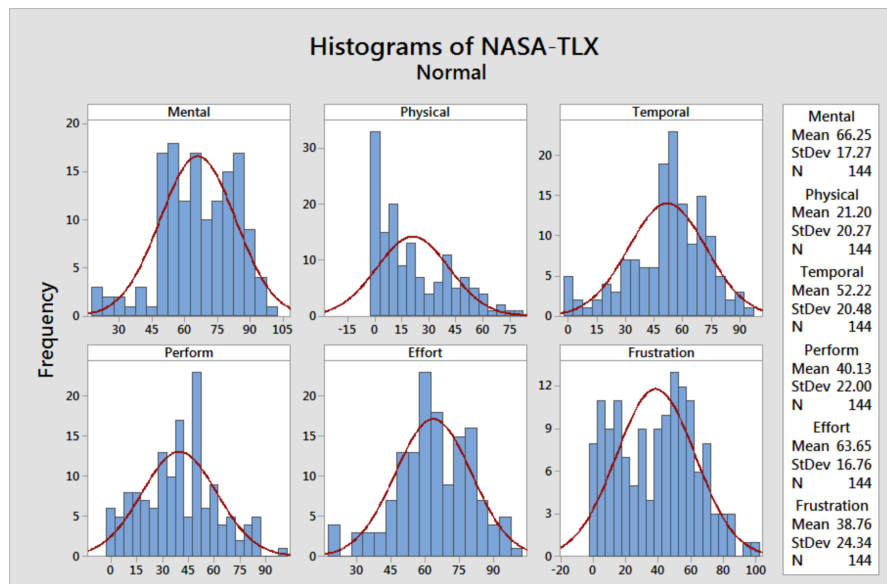 Histograms of NASA-TLX
Normal
Frequency
Mental
20
15
10
5
0
30 45 60 75 90 105
Physical
30
20
10
0
-15 0 15 30 45 60 75
Temporal
20
15
10
5
0
0 15 30 45 60 75 90
Perform
20
15
10
5
0
0 15 30 45 60 75 90
Effort
20
15
10
5
0
30 45 60 75 90
Frustration
12
9
6
3
0
-20 0 20 40 60 80 100
Mental
Mean 66.25
StDev 17.27
N 144
Physical
Mean 21.20
StDev 20.27
N 144
Temporal
Mean 52.22
StDev 20.48
N 144
Perform
Mean 40.13
StDev 22.00
N 144
Effort
Mean 63.65
StDev 16.76
N 144
Frustration
Mean 38.76
StDev 24.34
N 144